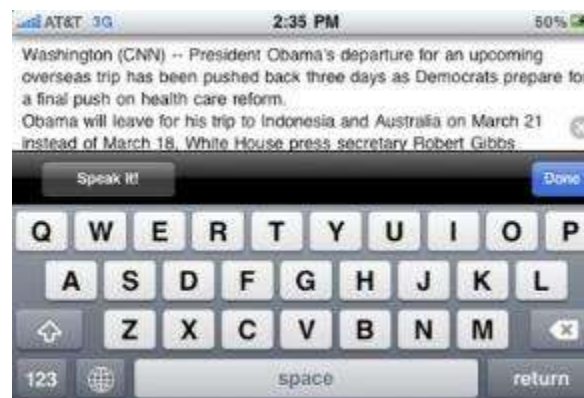 AT&T 3G 2:35 PM 50%
Washington (CNN) -- President Obama's departure for an upcoming
overseas trip has been pushed back three days as Democrats prepare for
a final push on health care reform.
Obama will leave for his trip to Indonesia and Australia on March 21
instead of March 18, White House press secretary Robert Gibbs
Speak It! Done
Q W E R T Y U I O P
A S D F G H J K L
Z X C V B N M
123 space return